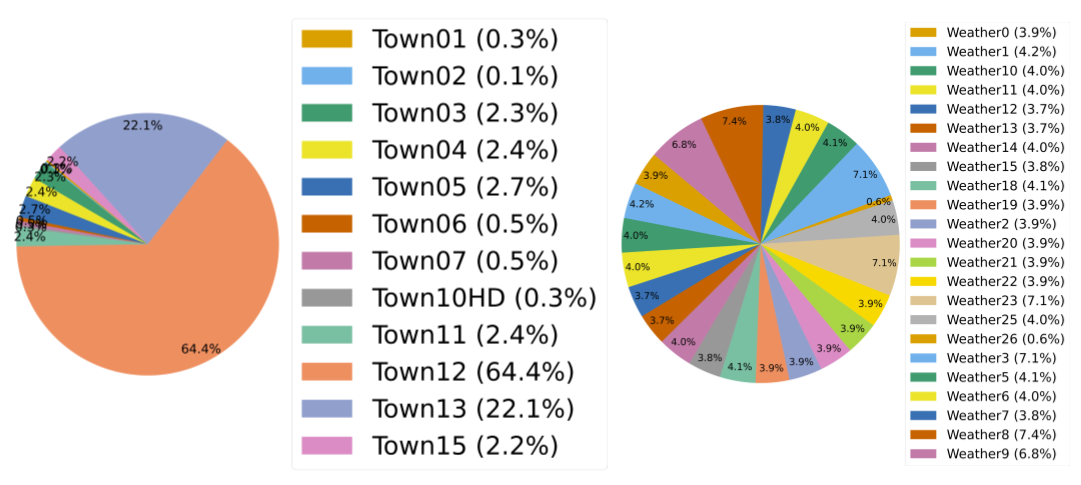 22.1%
2.2%
2.3%
2.4%
2.7%
2.4%
64.4%
Town01 (0.3%)
Town02 (0.1%)
Town03 (2.3%)
Town04 (2.4%)
Town05 (2.7%)
Town06 (0.5%)
Town07 (0.5%)
Town10HD (0.3%)
Town11 (2.4%)
Town12 (64.4%)
Town13 (22.1%)
Town15 (2.2%)
7.4%
3.8%
4.0%
4.1%
7.1%
0.6%
4.0%
7.1%
3.9%
3.9%
3.9%
3.9%
3.9%
4.1%
3.8%
4.0%
3.7%
3.7%
4.0%
4.0%
4.2%
3.9%
6.8%
Weather0 (3.9%)
Weather1 (4.2%)
Weather10 (4.0%)
Weather11 (4.0%)
Weather12 (3.7%)
Weather13 (3.7%)
Weather14 (4.0%)
Weather15 (3.8%)
Weather18 (4.1%)
Weather19 (3.9%)
Weather2 (3.9%)
Weather20 (3.9%)
Weather21 (3.9%)
Weather22 (3.9%)
Weather23 (7.1%)
Weather25 (4.0%)
Weather26 (0.6%)
Weather3 (7.1%)
Weather5 (4.1%)
Weather6 (4.0%)
Weather7 (3.8%)
Weather8 (7.4%)
Weather9 (6.8%)